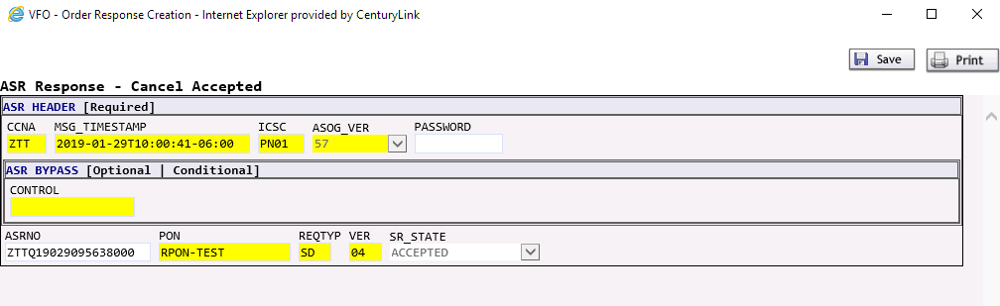 VFO - Order Response Creation - Internet Explorer provided by CenturyLink
Save Print
ASR Response - Cancel Accepted
ASR HEADER [Required]
CCNA MSG_TIMESTAMP ICSC ASOG_VER PASSWORD
ZTT 2019-01-29T10:00:41-06:00 PN01 57
ASR BYPASS [Optional | Conditional]
CONTROL
ASRNO PON REQTYP VER SR_STATE
ZTTQ19029095638000 RPON-TEST SD 04 ACCEPTED